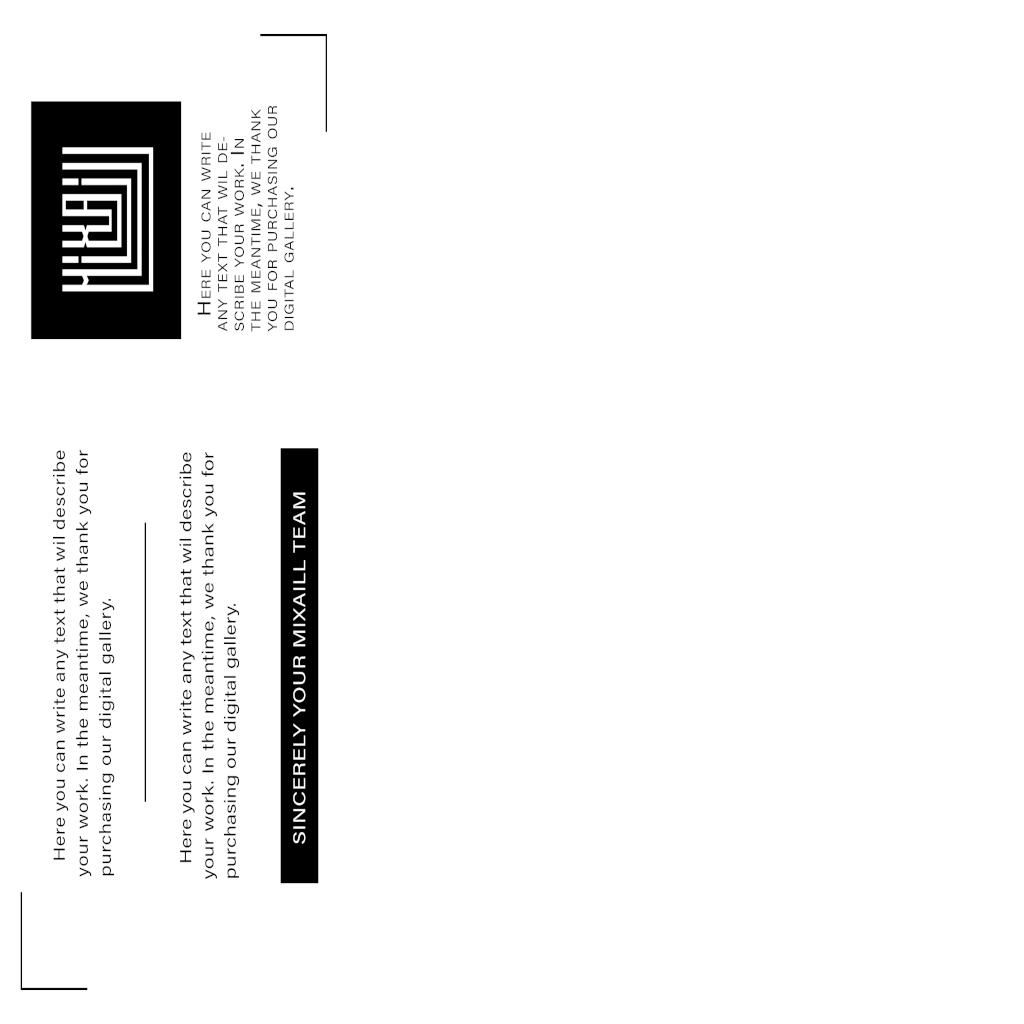 Mixail
HERE YOU CAN WRITE
ANY TEXT THAT WIL DE-
SCRIBE YOUR WORK. IN
THE MEANTIME, WE THANK
YOU FOR PURCHASING OUR
DIGITAL GALLERY.
Here you can write any text that wil describe
your work. In the meantime, we thank you for
purchasing our digital gallery.
Here you can write any text that wil describe
your work. In the meantime, we thank you for
purchasing our digital gallery.
SINCERELY YOUR MIXAILL TEAM